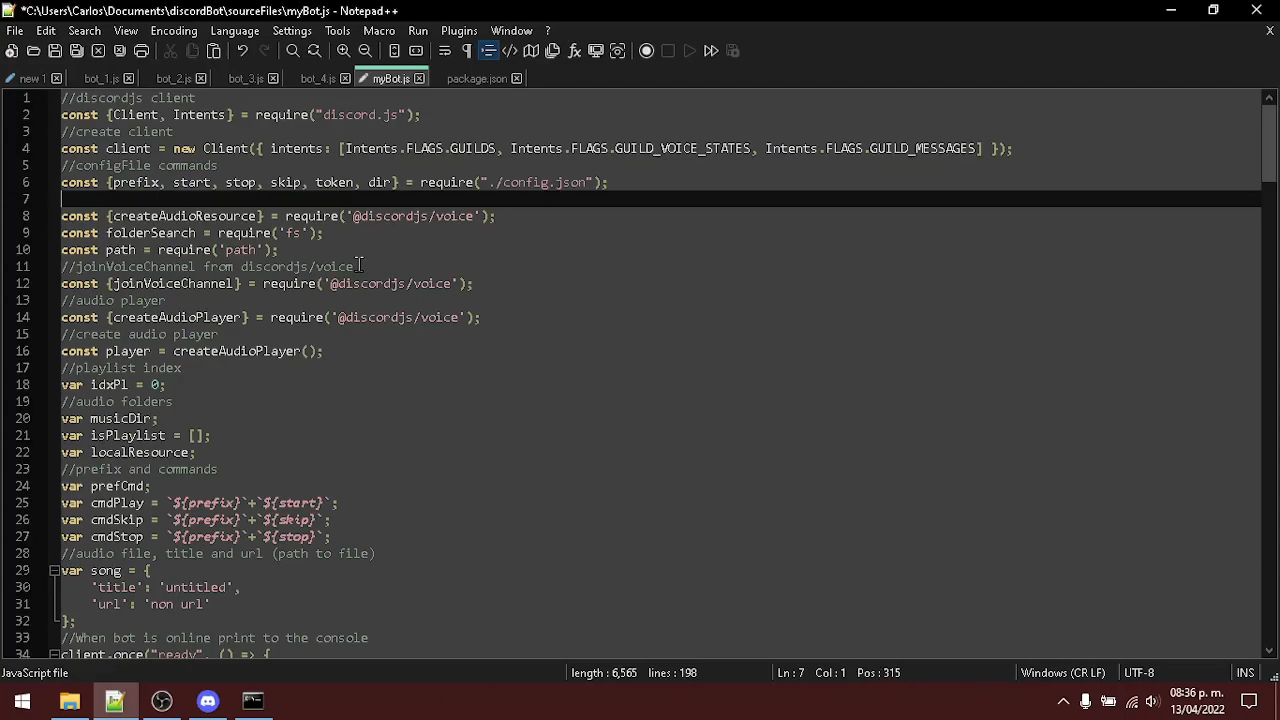 *C:\Users\Carlos\Documents\discordBot\sourceFiles\myBot.js - Notepad++
File Edit Search View Encoding Language Settings Tools Macro Run Plugins Window ? X
new 1 bot_1.js bot_2.js bot_3.js bot_4.js myBot.js package.json
1 //discordjs client
2 const {Client, Intents} = require("discord.js");
3 //create client
4 const client = new Client({ intents: [Intents.FLAGS.GUILDS, Intents.FLAGS.GUILD_VOICE_STATES, Intents.FLAGS.GUILD_MESSAGES] });
5 //configFile commands
6 const {prefix, start, stop, skip, token, dir} = require("./config.json");
7
8 const {createAudioResource} = require('@discordjs/voice');
9 const folderSearch = require('fs');
10 const path = require('path');
11 //joinVoiceChannel from discordjs/voice
12 const {joinVoiceChannel} = require('@discordjs/voice');
13 //audio player
14 const {createAudioPlayer} = require('@discordjs/voice');
15 //create audio player
16 const player = createAudioPlayer();
17 //playlist index
18 var idxPl = 0;
19 //audio folders
20 var musicDir;
21 var isPlaylist = [];
22 var localResource;
23 //prefix and commands
24 var prefCmd;
25 var cmdPlay = `${prefix}`+`${start}`;
26 var cmdSkip = `${prefix}`+`${skip}`;
27 var cmdStop = `${prefix}`+`${stop}`;
28 //audio file, title and url (path to file)
29 var song = {
30 'title': 'untitled',
31 'url': 'non url'
32 };
33 //When bot is online print to the console
34 client.once("ready", () => {
JavaScript file length : 6,565 lines : 198 Ln : 7 Col : 1 Pos : 315 Windows (CR LF) UTF-8 INS
08:36 p. m.
13/04/2022